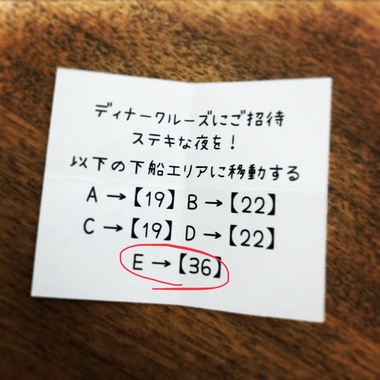 ディナークルーズにご招待
ステキな夜を!
以下の下船エリアに移動する
A→【19】 B→【22】
C→【19】 D→【22】
E→【36】